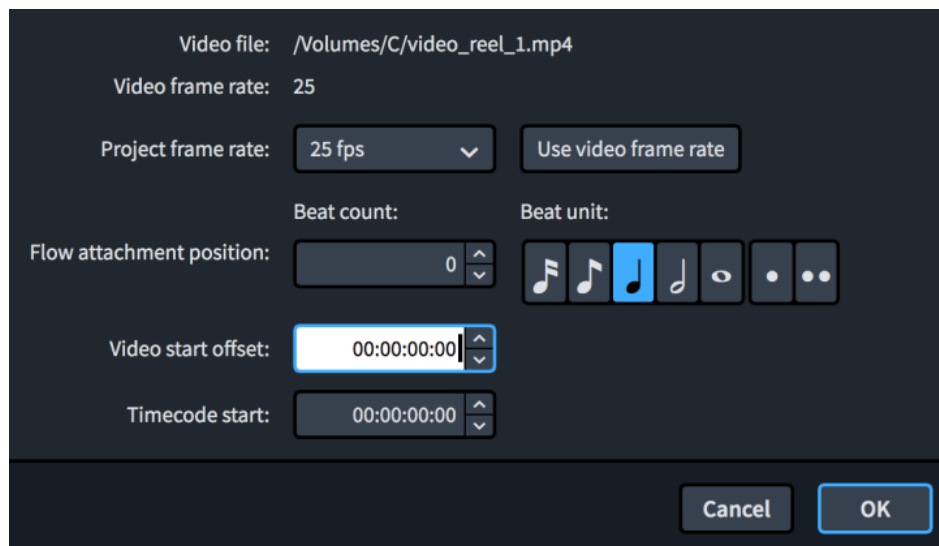 Video file: /Volumes/C/video_reel_1.mp4
Video frame rate: 25
Project frame rate: 25 fps Use video frame rate
Beat count: Beat unit:
Flow attachment position: 0
Video start offset: 00:00:00:00
Timecode start: 00:00:00:00
Cancel OK